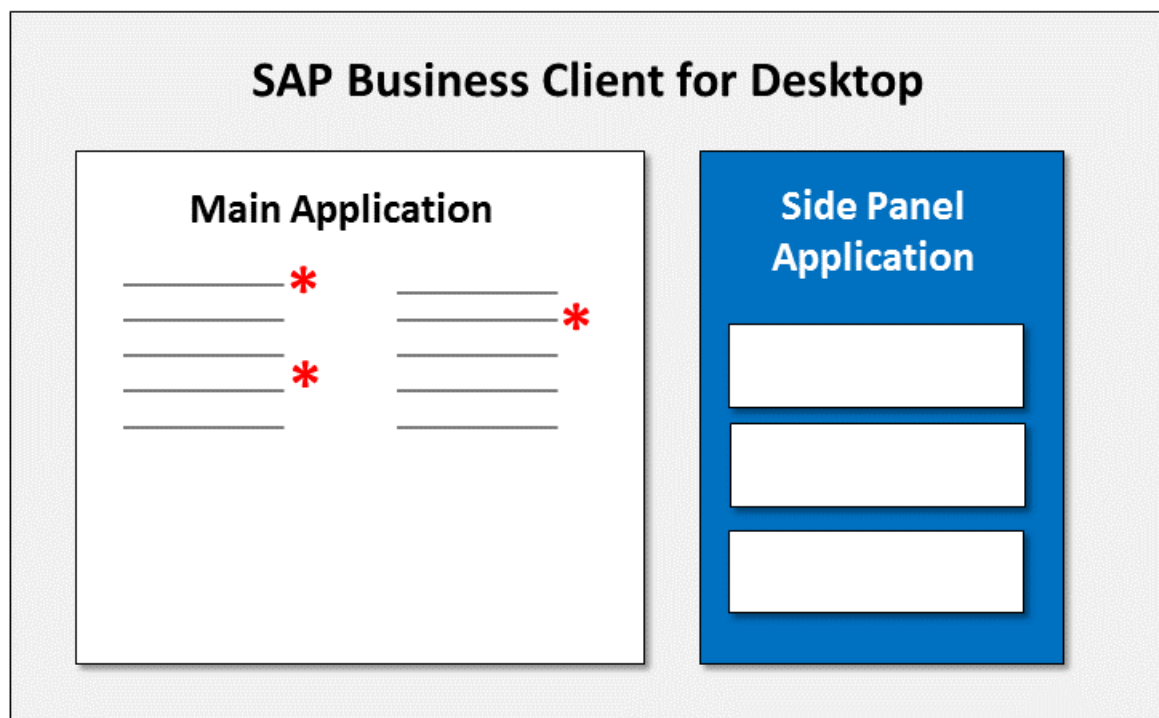 SAP Business Client for Desktop
Main Application
*
*
*
Side Panel
Application